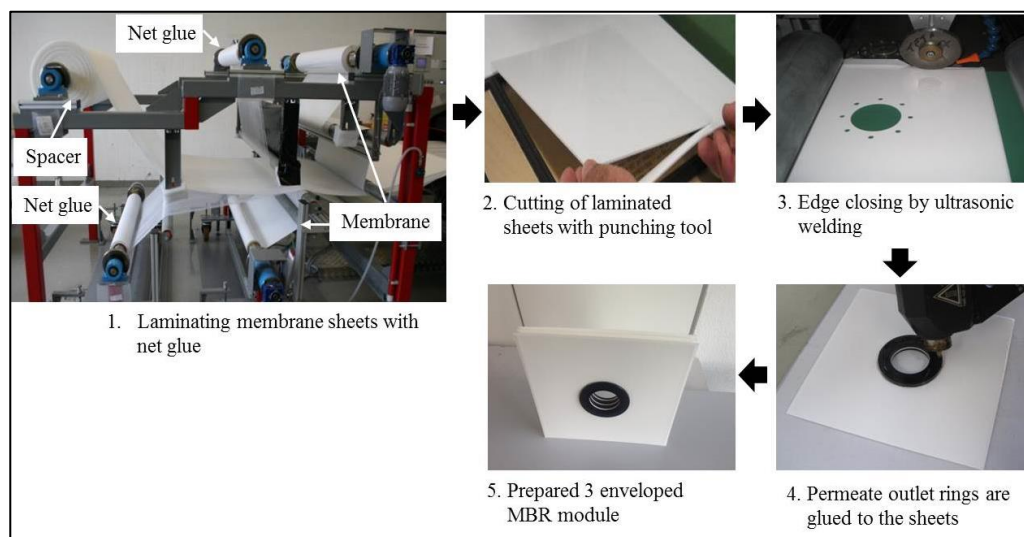 Net glue
Spacer
Net glue
Membrane
1. Laminating membrane sheets with
net glue
2. Cutting of laminated
sheets with punching tool
3. Edge closing by ultrasonic
welding
4. Permeate outlet rings are
glued to the sheets
5. Prepared 3 enveloped
MBR module